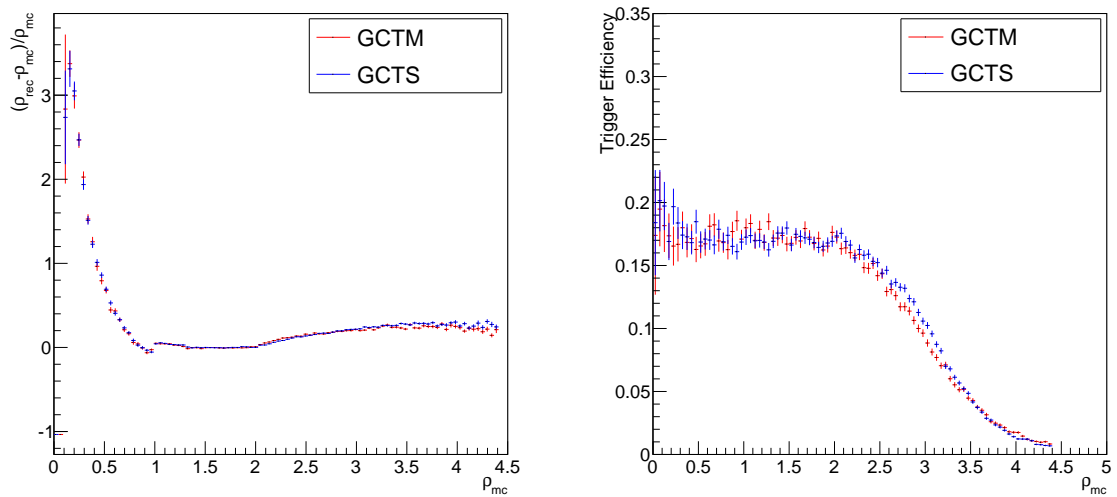 (ρrec-ρmc)/ρmc
GCTM
GCTS
3
2
1
0
-1
0 0.5 1 1.5 2 2.5 3 3.5 4 4.5
ρmc
Trigger Efficiency
GCTM
GCTS
0.35
0.3
0.25
0.2
0.15
0.1
0.05
0
0 0.5 1 1.5 2 2.5 3 3.5 4 4.5 5
ρmc